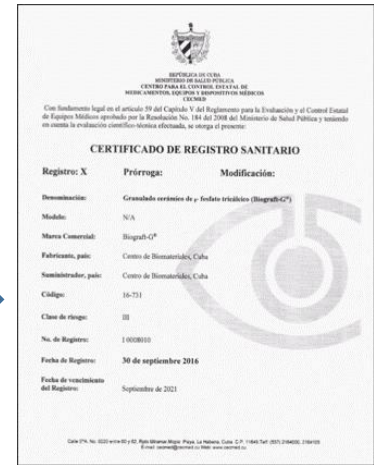 REPÚBLICA DE CUBA
MINISTERIO DE SALUD PÚBLICA
CENTRO PARA EL CONTROL ESTATAL DE
MEDICAMENTOS, EQUIPOS Y DISPOSITIVOS MÉDICOS
CECMED
Con fundamento legal en el artículo 59 del Capítulo V del Reglamento para la Evaluación y el Control Estatal
de Equipos Médicos aprobado por la Resolución No. 184 del 2008 del Ministerio de Salud Pública y teniendo
en cuenta la evaluación científico-técnica efectuada, se otorga el presente:
CERTIFICADO DE REGISTRO SANITARIO
Registro: X Prórroga: Modificación:
Denominación: Granulado cerámico de fosfato tricálcico (Biograft-G®)
Modelo: N/A
Marca Comercial: Biograft-G®
Fabricante, país: Centro de Biomateriales, Cuba
Suministrador, país: Centro de Biomateriales, Cuba
Código: 16-731
Clase de riesgo: III
No. de Registro: I 0008010
Fecha de Registro: 30 de septiembre 2016
Fecha de vencimiento
del Registro: Septiembre de 2021